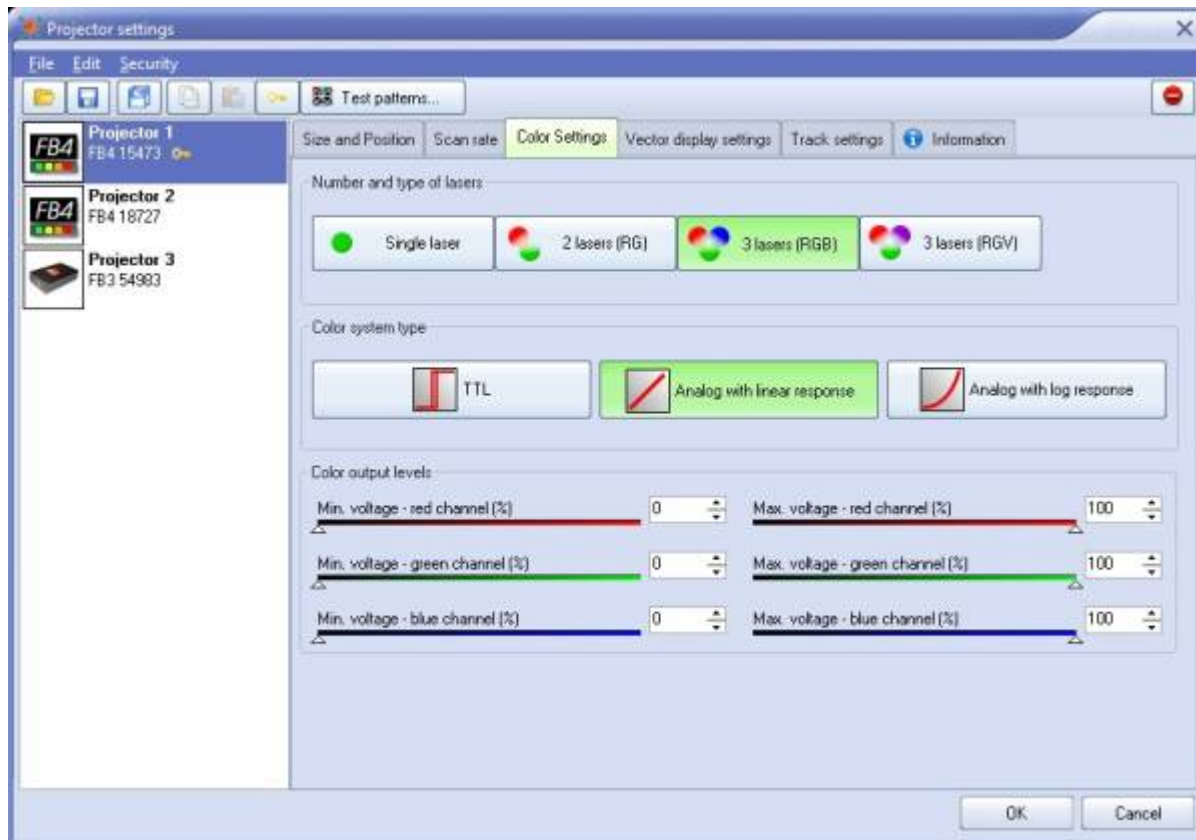 Projector settings
File Edit Security
Test patterns...
FB4 Projector 1
FB4 15473
FB4 Projector 2
FB4 18727
Projector 3
FB3 54983
Size and Position Scan rate Color Settings Vector display settings Track settings Information
Number and type of lasers
Single laser 2 lasers (RG) 3 lasers (RGB) 3 lasers (RGV)
Color system type
TTL Analog with linear response Analog with log response
Color output levels
Min. voltage - red channel (%) 0 Max. voltage - red channel (%) 100
Min. voltage - green channel (%) 0 Max. voltage - green channel (%) 100
Min. voltage - blue channel (%) 0 Max. voltage - blue channel (%) 100
OK Cancel